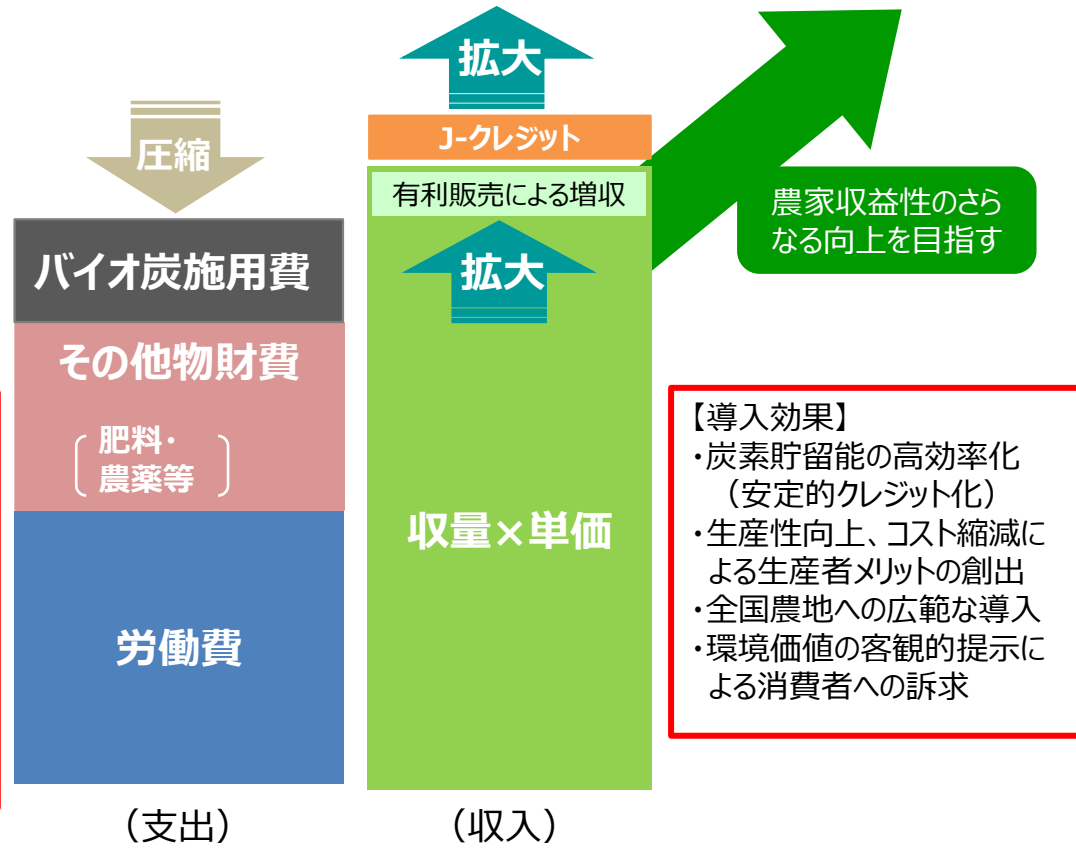 圧縮
バイオ炭施用費
その他物財費
肥料・
農薬等
労働費
（支出）
拡大
J-クレジット
有利販売による増収
拡大
収量×単価
（収入）
農家収益性のさら
なる向上を目指す
【導入効果】
・炭素貯留能の高効率化
（安定的クレジット化）
・生産性向上、コスト縮減に
よる生産者メリットの創出
・全国農地への広範な導入
・環境価値の客観的提示に
よる消費者への訴求